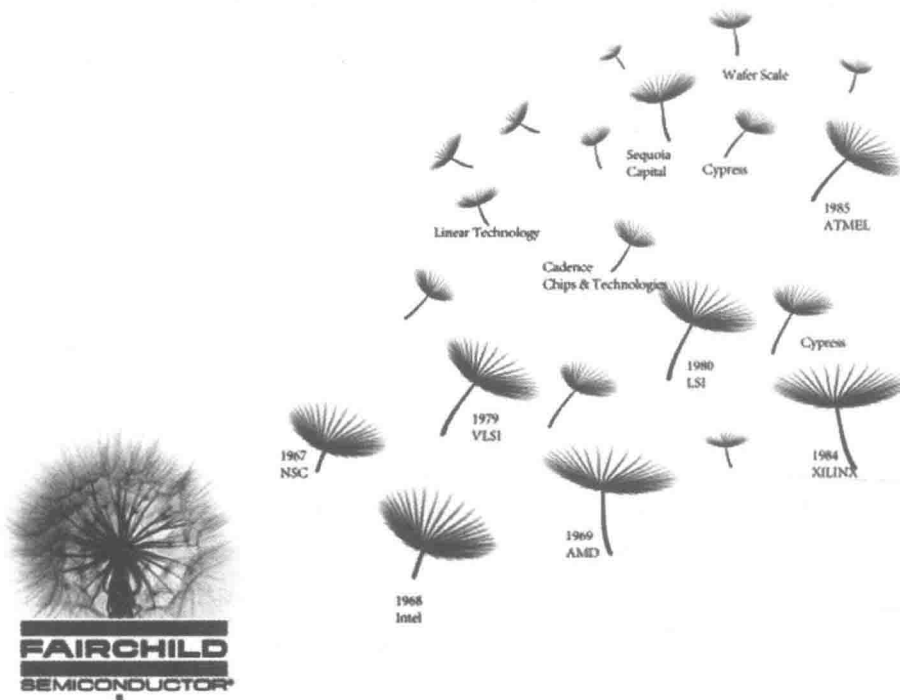 Wafer Scale
Sequoia
Capital
Cypress
1985
ATMEL
Linear Technology
Cadence
Chips & Technologies
Cypress
1980
LSI
1979
VLSI
1967
NSC
1984
XILINX
1969
AMD
1968
Intel
FAIRCHILD
SEMICONDUCTOR